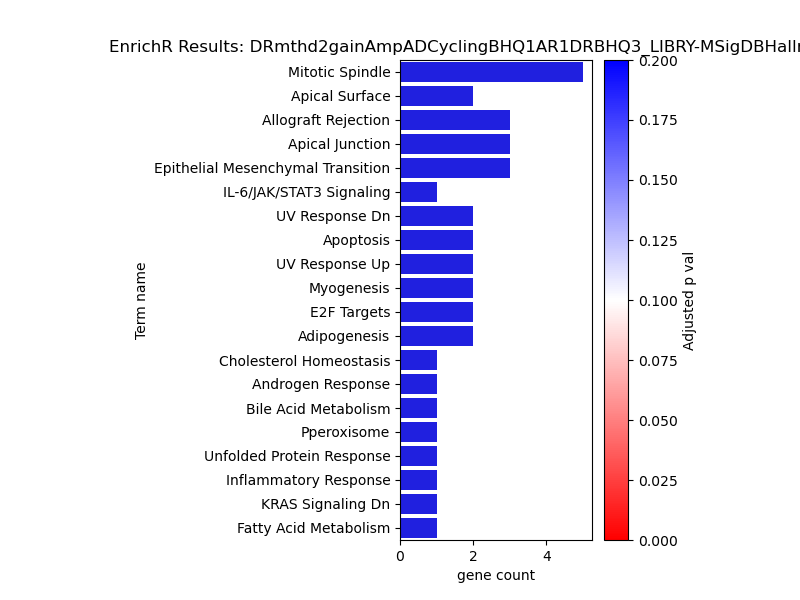 EnrichR Results: DRmthd2gainAmpADCyclingBHQ1AR1DRBHQ3_LIBRY-MSigDBHall
Mitotic Spindle
Apical Surface
Allograft Rejection
Apical Junction
Epithelial Mesenchymal Transition
IL-6/JAK/STAT3 Signaling
UV Response Dn
Apoptosis
UV Response Up
Myogenesis
E2F Targets
Adipogenesis
Cholesterol Homeostasis
Androgen Response
Bile Acid Metabolism
Pperoxisome
Unfolded Protein Response
Inflammatory Response
KRAS Signaling Dn
Fatty Acid Metabolism
Term name
0 2 4
gene count
0.200
0.175
0.150
0.125
0.100
0.075
0.050
0.025
0.000
Adjusted p val